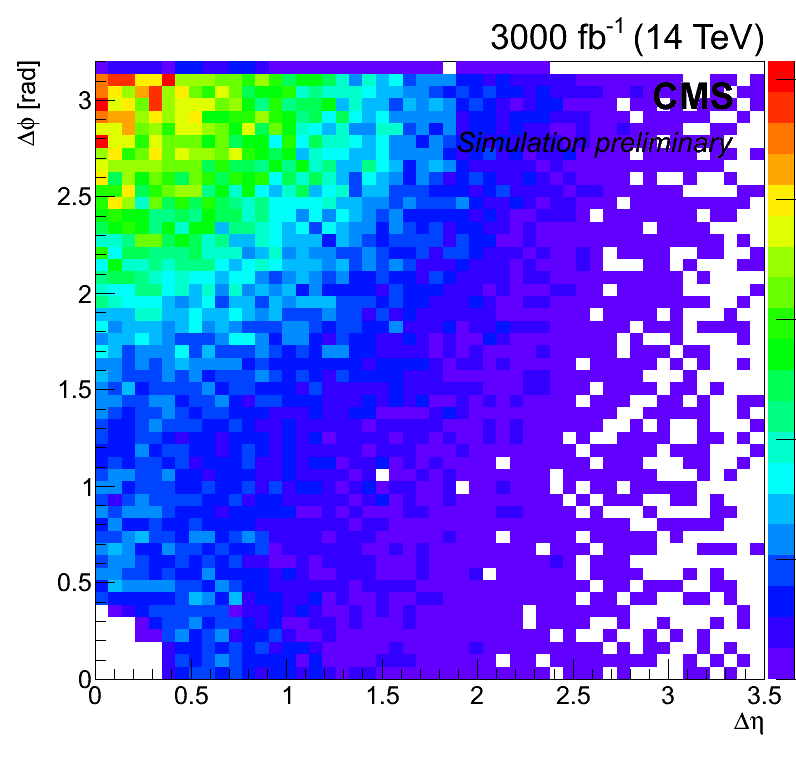 3000 fb-1 (14 TeV)
CMS
Simulation preliminary
Δϕ [rad]
3
2.5
2
1.5
1
0.5
0
0 0.5 1 1.5 2 2.5 3 3.5
Δη